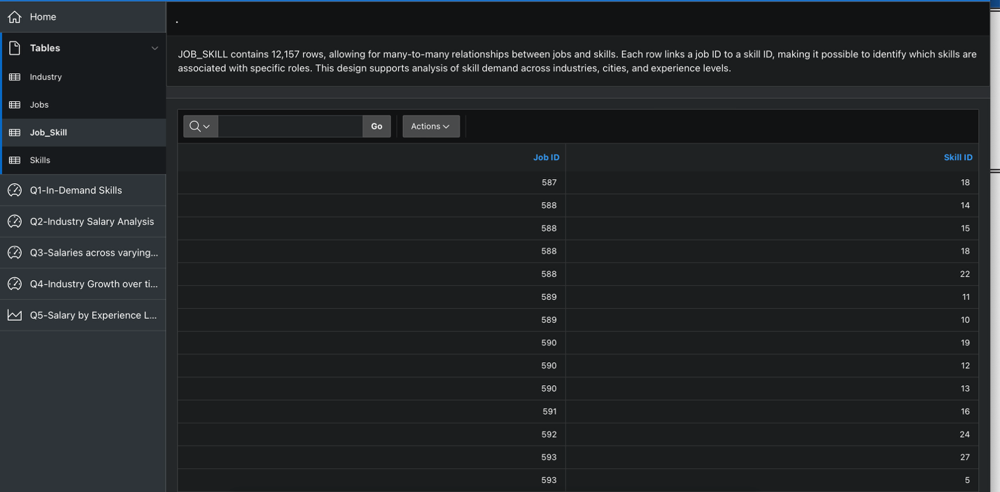 Home
Tables
Industry
Jobs
Job_Skill
Skills
Q1-In-Demand Skills
Q2-Industry Salary Analysis
Q3-Salaries across varying...
Q4-Industry Growth over ti...
Q5-Salary by Experience L...
.
JOB_SKILL contains 12,157 rows, allowing for many-to-many relationships between jobs and skills. Each row links a job ID to a skill ID, making it possible to identify which skills are
associated with specific roles. This design supports analysis of skill demand across industries, cities, and experience levels.
Go Actions
Job ID Skill ID
587 18
588 14
588 15
588 18
588 22
589 11
589 10
590 19
590 12
590 13
591 16
592 24
593 27
593 5